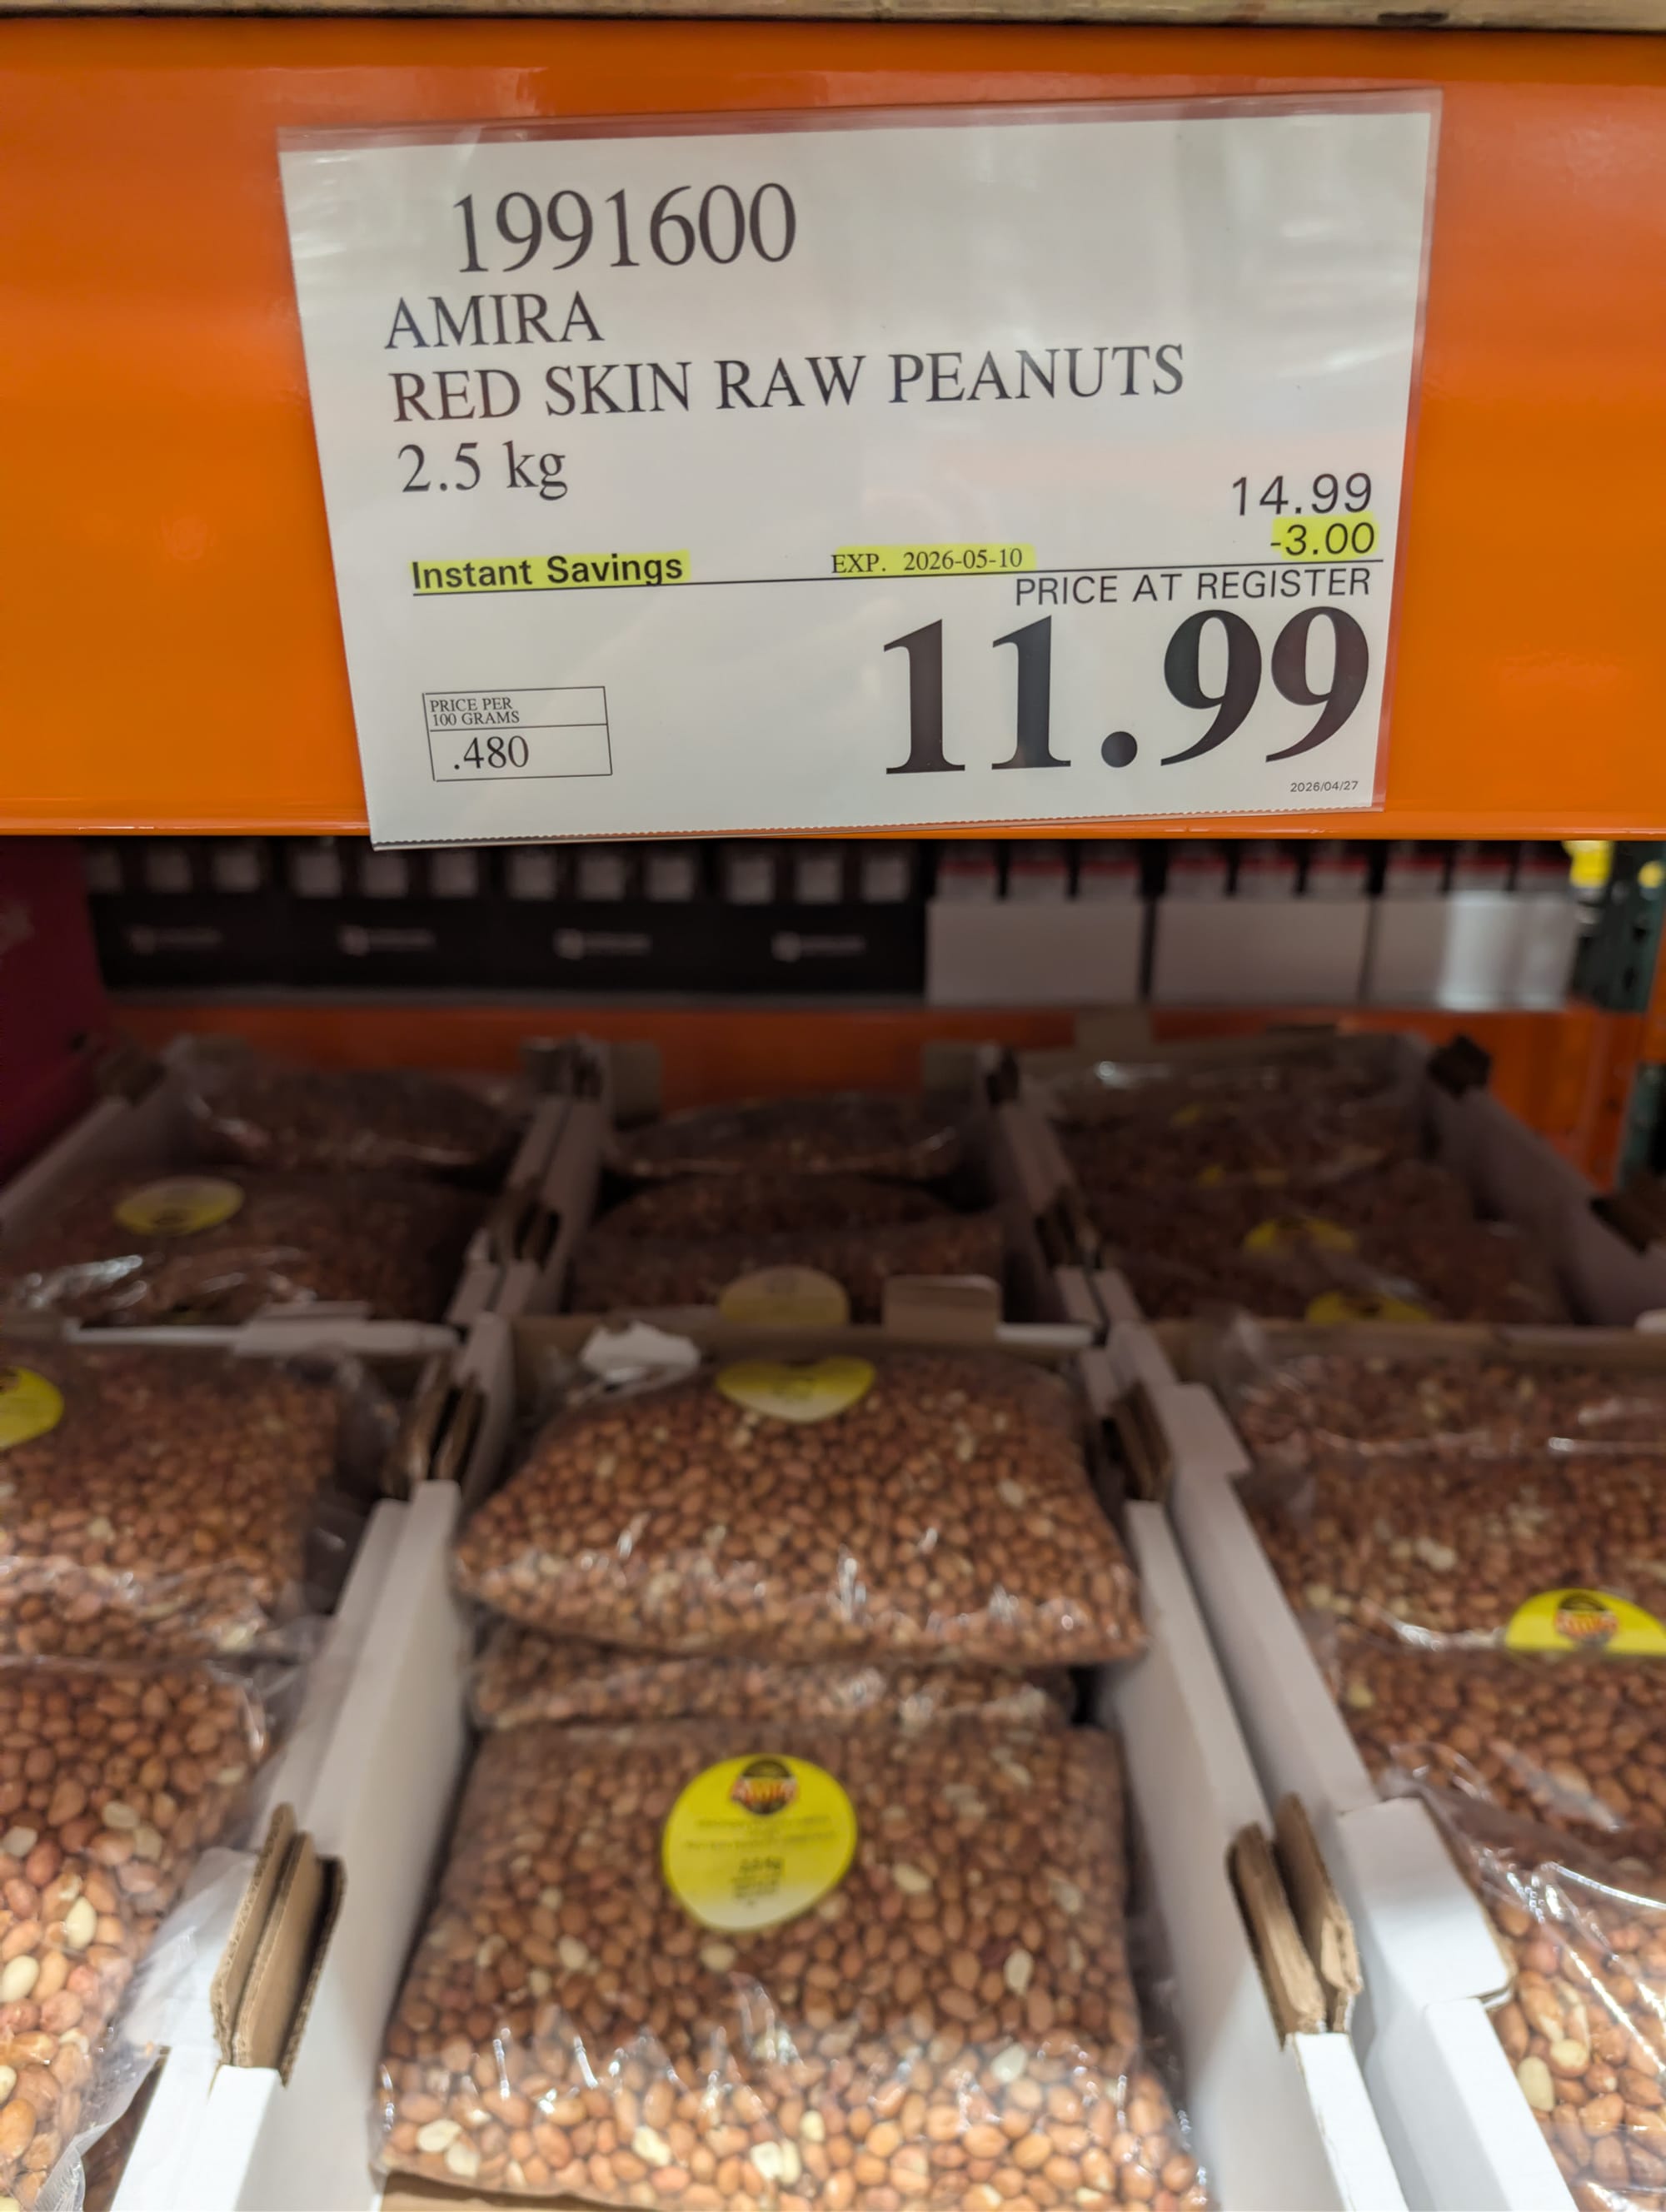 1991600
AMIRA
RED SKIN RAW PEANUTS
2.5 kg
14.99
-3.00
Instant Savings EXP. 2026-05-10
PRICE AT REGISTER
11.99
PRICE PER
100 GRAMS
.480
2026/04/27
Amira